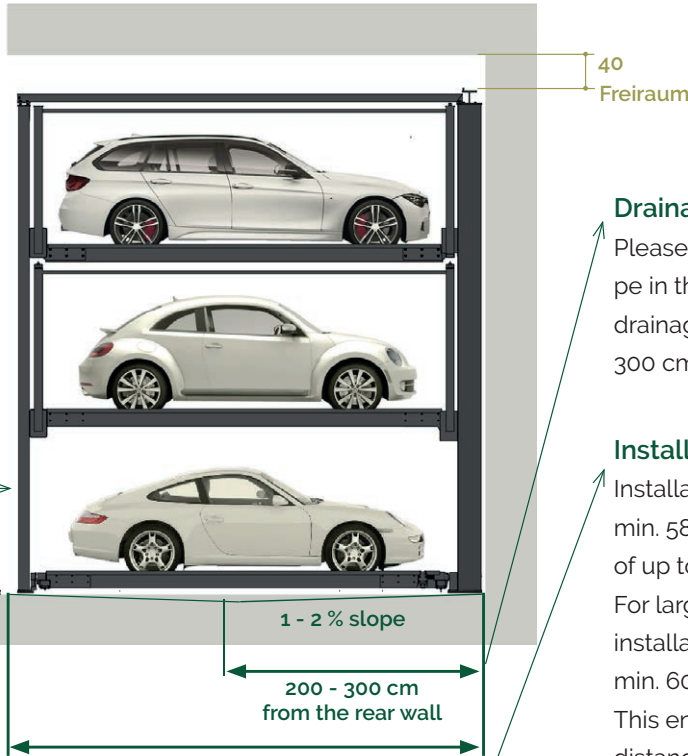 40
Freiraum
Please
pe in th
drainag
300 cm
Install
Installa
min. 58
of up to
For larg
installa
min. 60
This en
distanc
1 - 2 % slope
200 - 300 cm
from the rear wall